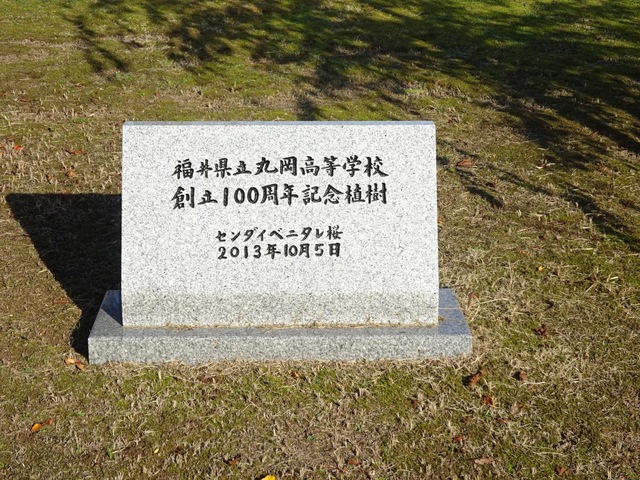 福井県立丸岡高等学校
創立100周年記念植樹
センダイベニタレ桜
2013年10月5日